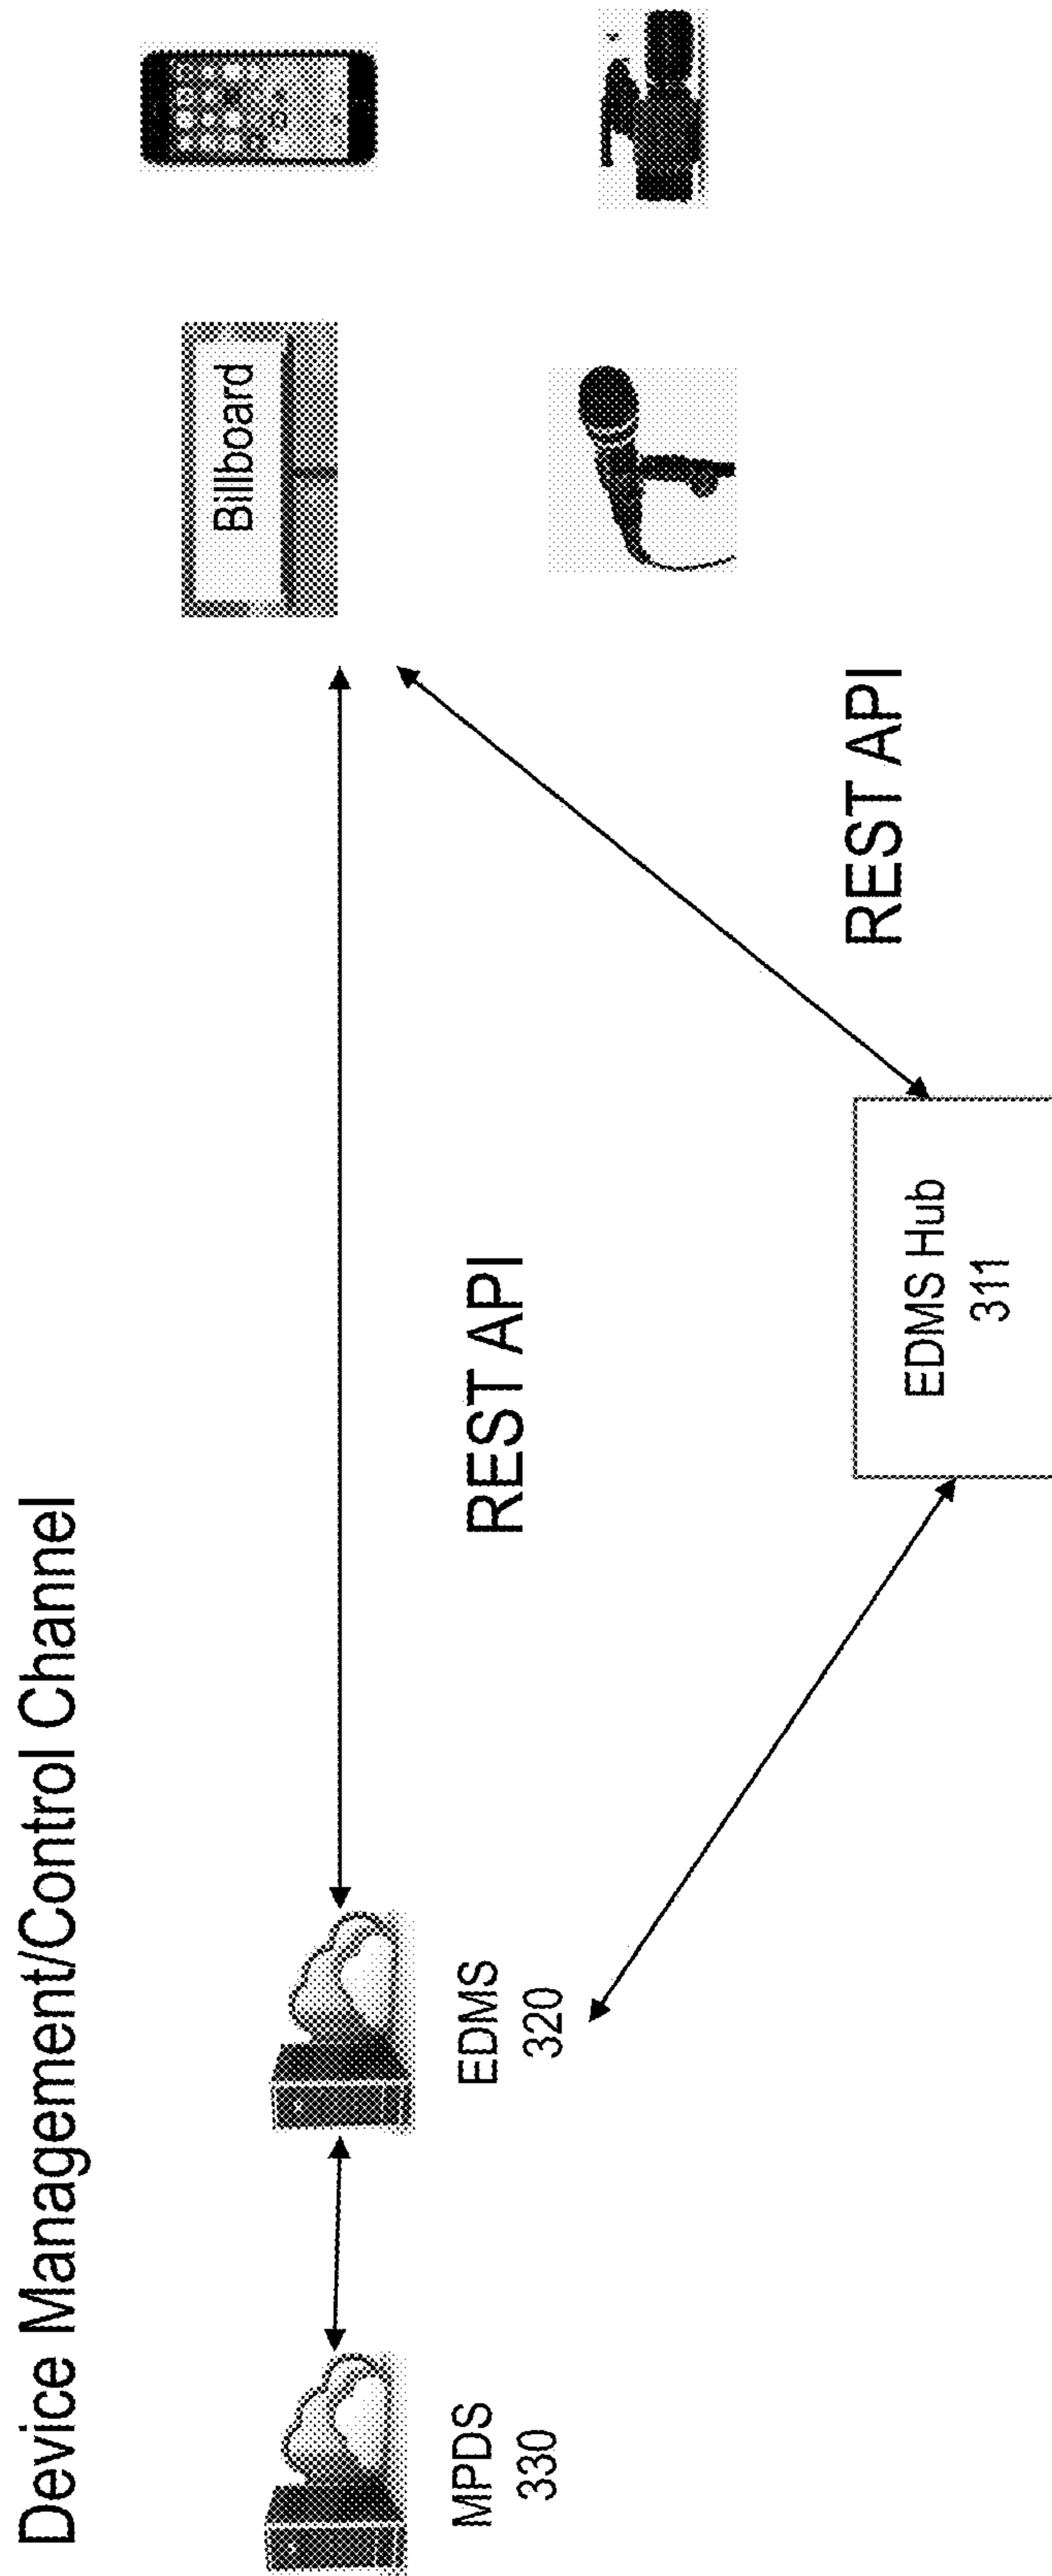 Device Management/Control Channel
MPDS
330
EDMS
320
REST API
Billboard
EDMS Hub
311
REST API